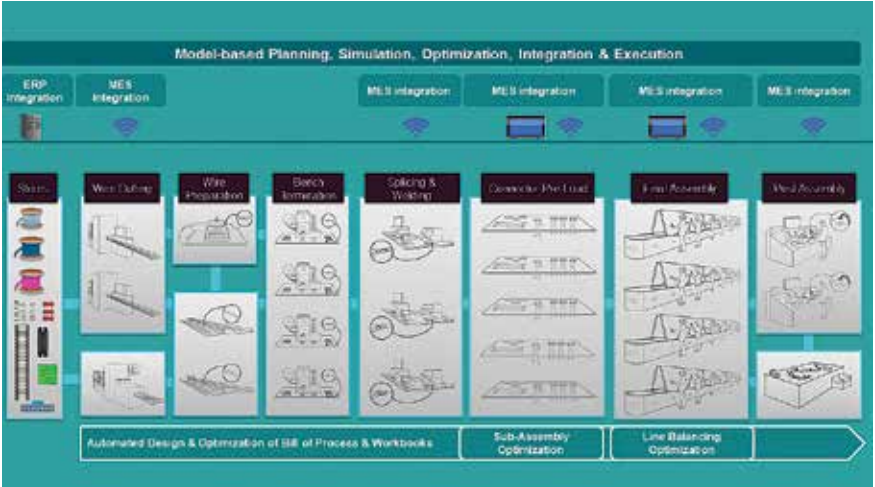 Model-based Planning, Simulation, Optimization, Integration & Execution
ERP
Integration
MES
Integration
MES integration
MES integration
MES integration
MES integration
Stores
Wire Cutting
Wire
Preparation
Bench
Termination
Splicing &
Welding
Connector Pre Load
Final Assembly
Post Assembly
Automated Design & Optimization of Bill of Process & Workbooks
Sub-Assembly
Optimization
Line Balancing
Optimization